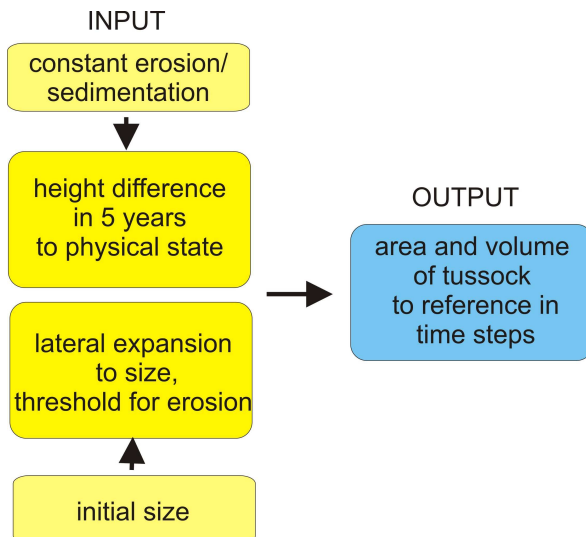 INPUT
constant erosion/
sedimentation
height difference
in 5 years
to physical state
lateral expansion
to size,
threshold for erosion
initial size
OUTPUT
area and volume
of tussock
to reference in
time steps